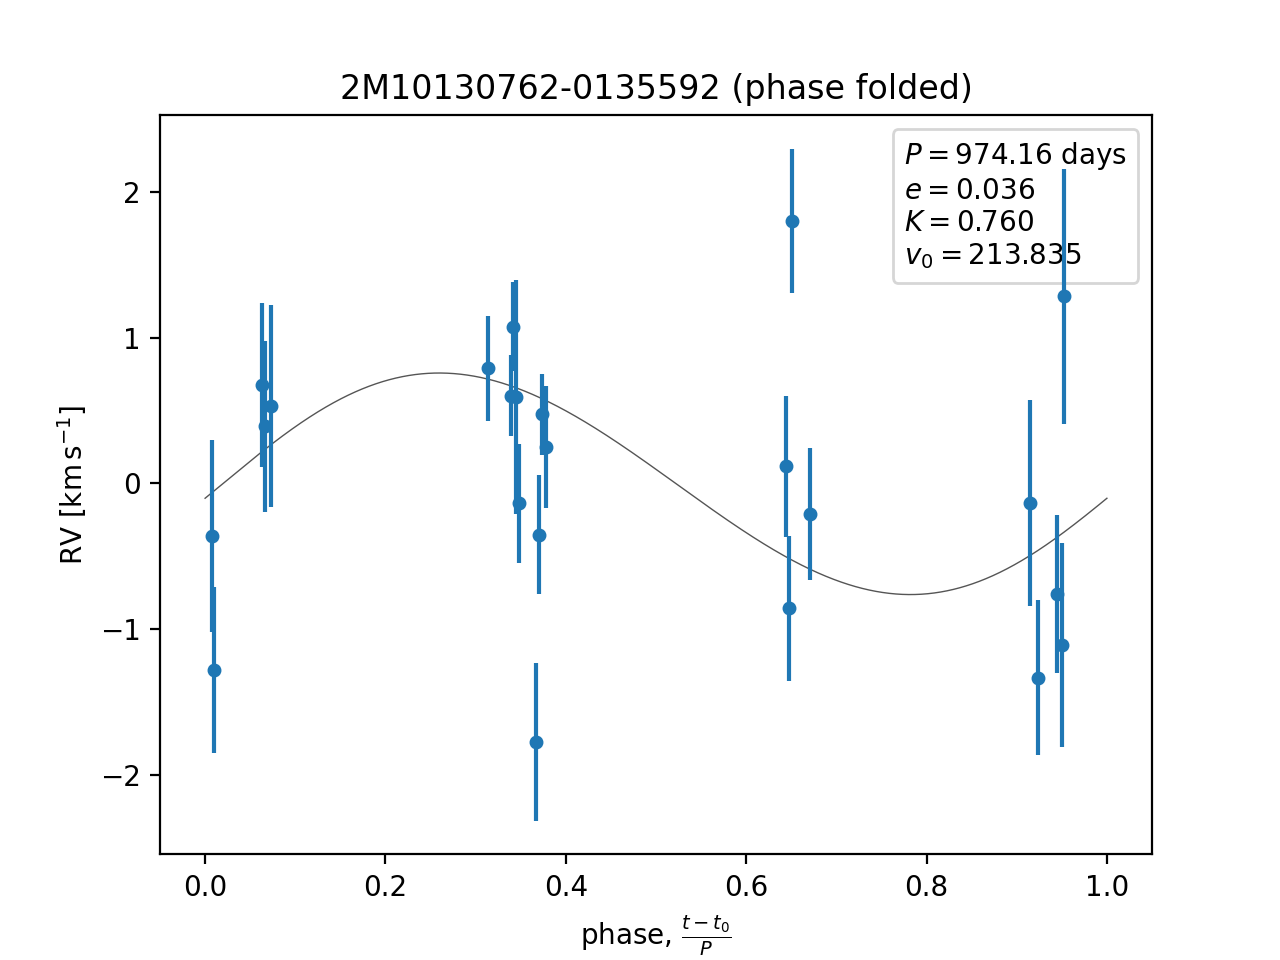 2M10130762-0135592 (phase folded)
P = 974.16 days
e = 0.036
K = 0.760
v₀ = 213.835
RV [km s⁻¹]
2
1
0
−1
−2
0.0 0.2 0.4 0.6 0.8 1.0
phase, (t − t₀)/P